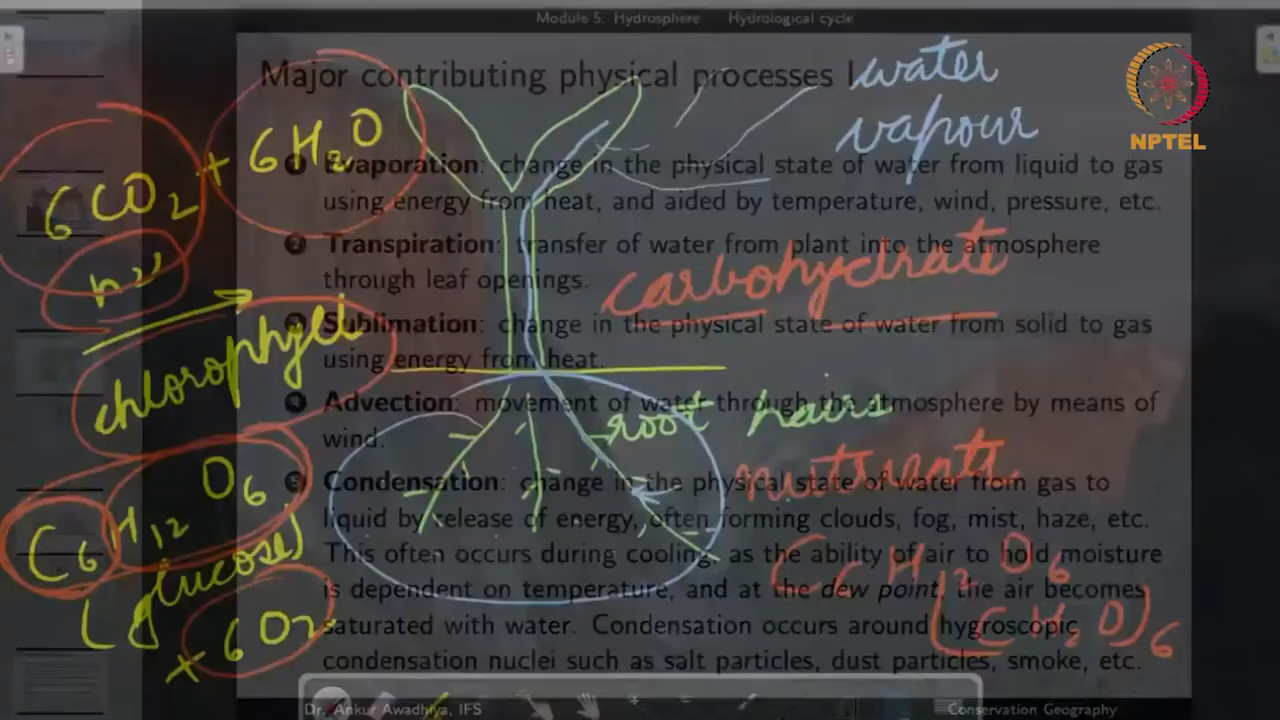 Module 5. Hydrosphere Hydrological cycle
Major contributing physical processes I
1 Evaporation: change in the physical state of water from liquid to gas
using energy from heat, and aided by temperature, wind, pressure, etc.
2 Transpiration: transfer of water from plant into the atmosphere
through leaf openings.
3 Sublimation: change in the physical state of water from solid to gas
using energy from heat.
4 Advection: movement of water through the atmosphere by means of
wind.
5 Condensation: change in the physical state of water from gas to
liquid by release of energy, often forming clouds, fog, mist, haze, etc.
This often occurs during cooling, as the ability of air to hold moisture
is dependent on temperature, and at the dew point, the air becomes
saturated with water. Condensation occurs around hygroscopic
condensation nuclei such as salt particles, dust particles, smoke, etc.
Dr. Ankur Awadhiya, IFS Conservation Geography
NPTEL
water
vapour
6CO2 + 6H2O
hν
chlorophyll
C6H12O6
(glucose)
+ 6O2
carbohydrate
root hairs
nutrients
C6H12O6
(CH2O)6